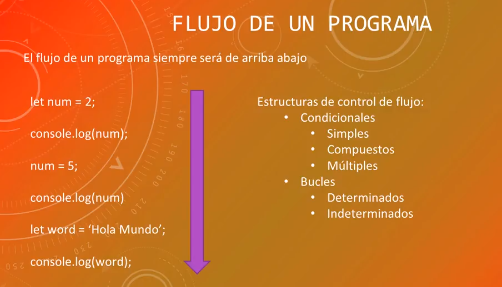 FLUJO DE UN PROGRAMA
El flujo de un programa siempre será de arriba abajo
let num = 2;
console.log(num);
num = 5;
console.log(num)
let word = ‘Hola Mundo’;
console.log(word);
Estructuras de control de flujo:
• Condicionales
• Simples
• Compuestos
• Múltiples
• Bucles
• Determinados
• Indeterminados